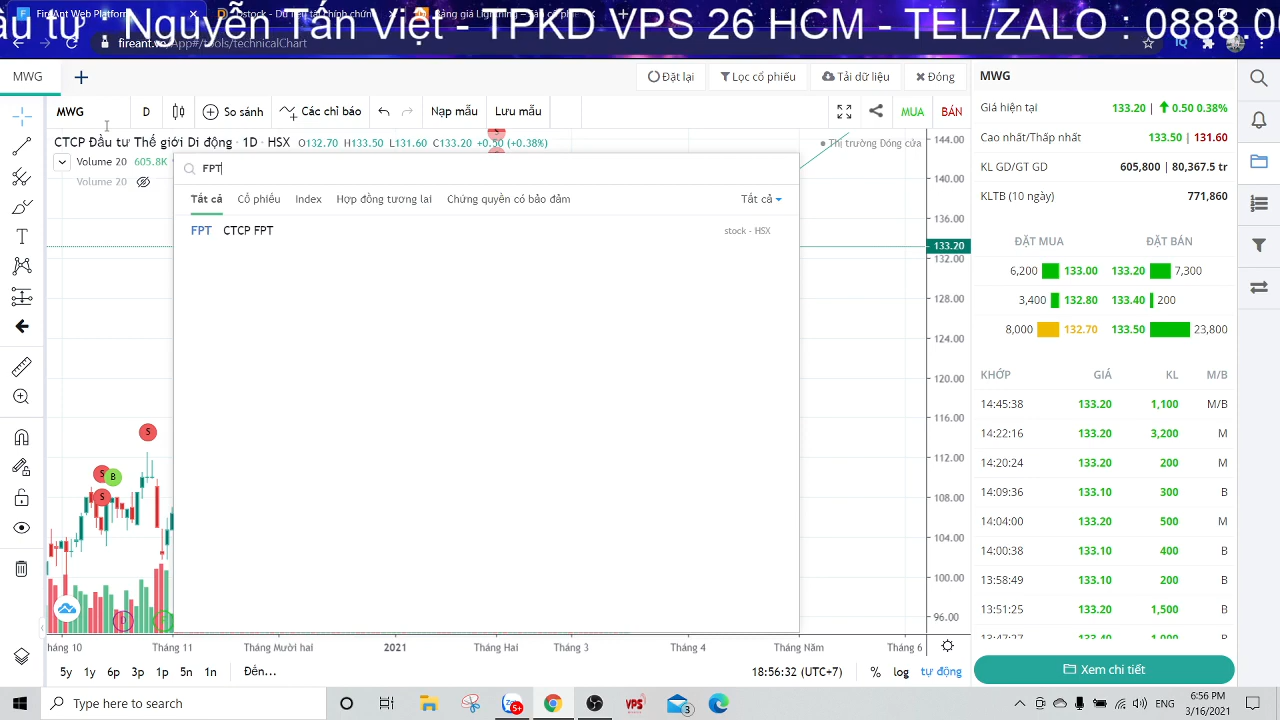 FinAnt Web Platform
Nguyễn Tấn Việt - TPKD VPS 26 HCM - TEL/ZALO : 0888.0
fireant.vn/App#/tools/technicalChart
MWG
Đặt lại
Lọc cổ phiếu
Tải dữ liệu
Đóng
MWG
MWG
D
So sánh
Các chỉ báo
Nạp mẫu
Lưu mẫu
MUA
BÁN
Giá hiện tại
133.20 | 0.50 0.38%
CTCP Đầu tư Thế giới Di động · 1D · HSX O132.70 H133.50 L131.60 C133.20 +0.50 (+0.38%)
Thị trường Đóng cửa
Cao nhất/Thấp nhất
133.50 | 131.60
Volume 20 605.8K
Volume 20
KL GD/GT GD
605,800 | 80,367.5 tr
FPT
KLTB (10 ngày)
771,860
Tất cả
Cổ phiếu
Index
Hợp đồng tương lai
Chứng quyền có bảo đảm
Tất cả
FPT CTCP FPT
stock - HSX
144.00
140.00
136.00
133.20
132.00
128.00
124.00
120.00
116.00
112.00
108.00
104.00
100.00
96.00
ĐẶT MUA
ĐẶT BÁN
6,200 133.00 133.20 7,300
3,400 132.80 133.40 200
8,000 132.70 133.50 23,800
KHỚP GIÁ KL M/B
14:45:38 133.20 1,100 M/B
14:22:16 133.20 3,200 M
14:20:24 133.20 200 M
14:09:36 133.10 300 B
14:04:00 133.20 500 M
14:00:38 133.10 400 B
13:58:49 133.10 200 B
13:51:25 133.20 1,500 B
S
S
B
S
S
D
háng 10
Tháng 11
Tháng Mười hai
2021
Tháng Hai
Tháng 3
Tháng 4
Tháng Năm
Tháng 6
5y 1y 6p 3p 1p 5n 1n Đến...
18:56:32 (UTC+7)
% log tự động
Xem chi tiết
Type here to search
5+
VPS
3
ENG
6:56 PM
3/16/2021